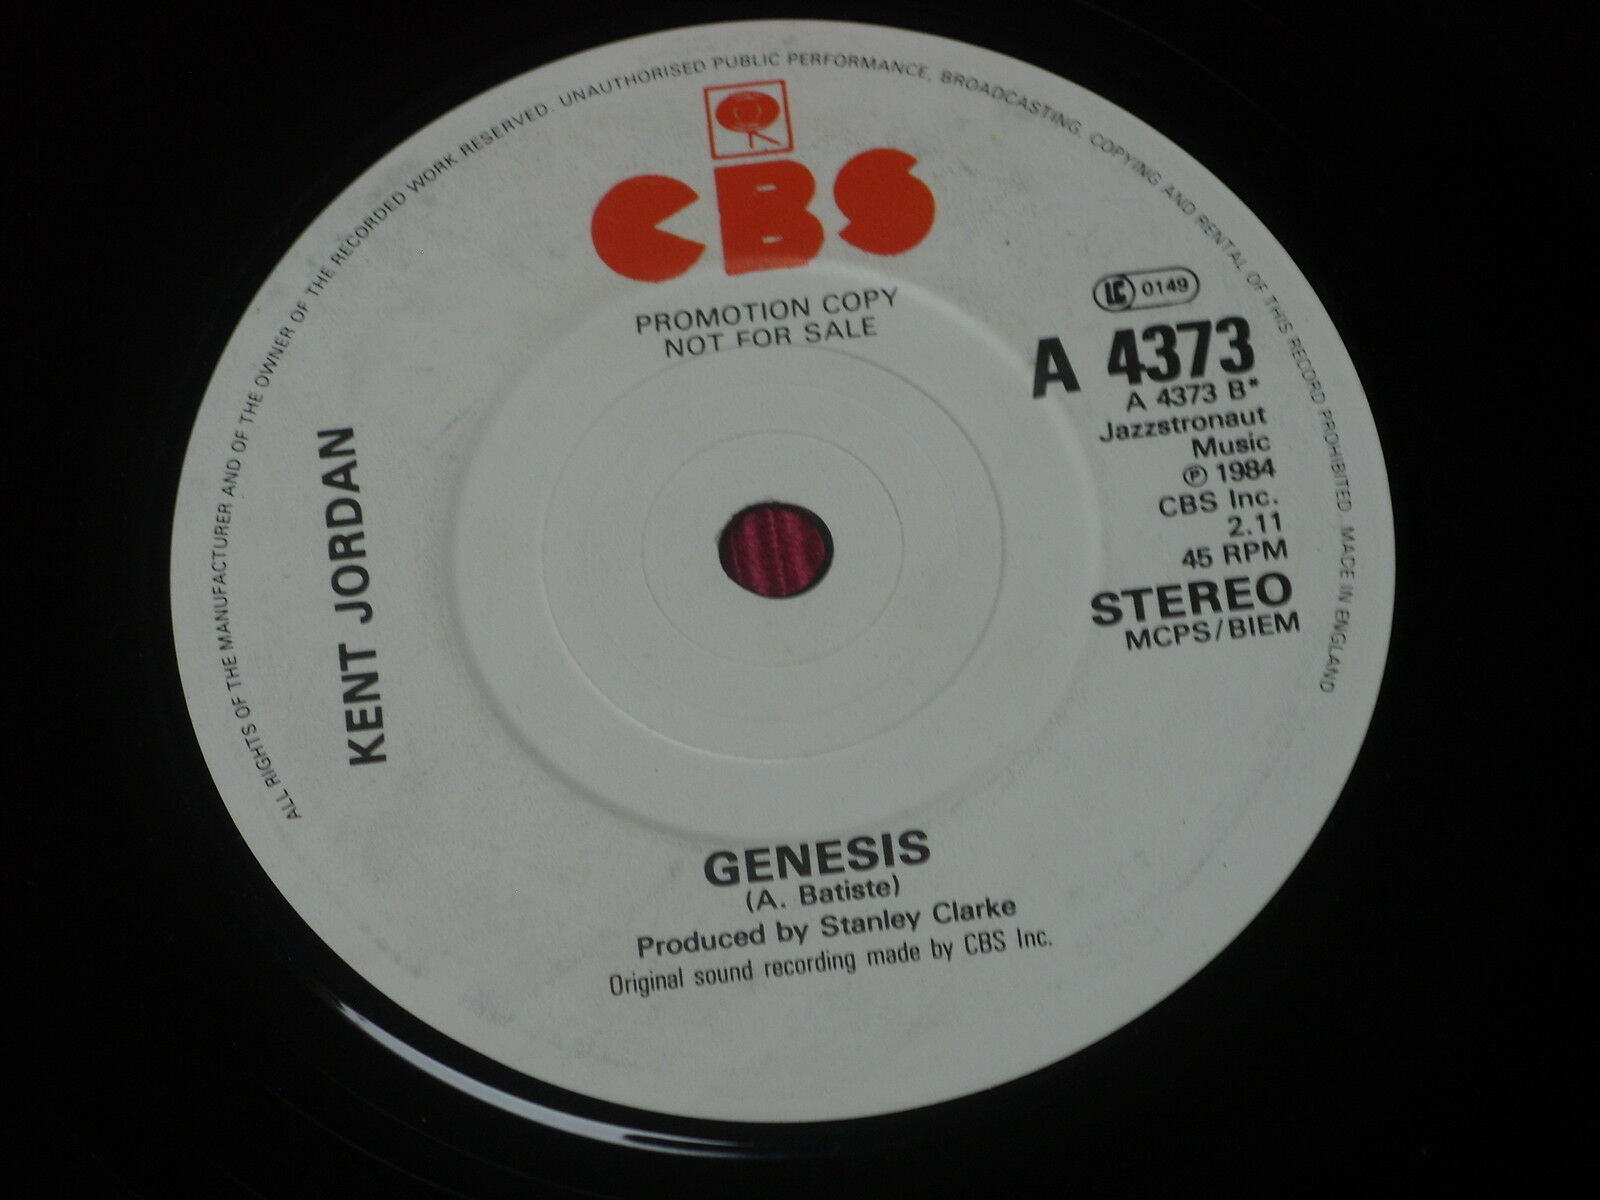 ALL RIGHTS OF THE MANUFACTURER AND OF THE OWNER OF THE RECORDED WORK RESERVED. UNAUTHORISED PUBLIC PERFORMANCE, BROADCASTING, COPYING AND RENTAL OF THIS RECORD PROHIBITED. MADE IN ENGLAND
CBS
PROMOTION COPY
NOT FOR SALE
LC 0149
A 4373
A 4373 B*
Jazzstronaut
Music
℗ 1984
CBS Inc.
2.11
45 RPM
STEREO
MCPS/BIEM
KENT JORDAN
GENESIS
(A. Batiste)
Produced by Stanley Clarke
Original sound recording made by CBS Inc.